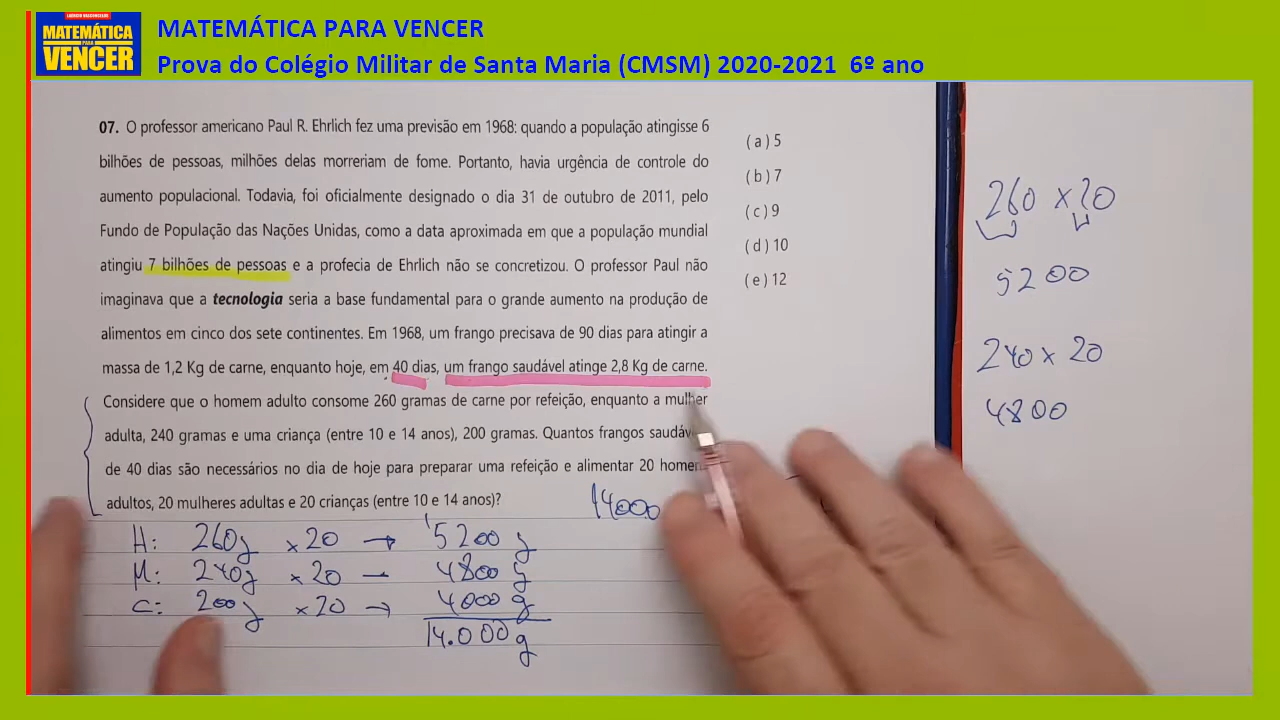 LAÉRCIO VASCONCELOS
MATEMÁTICA
PARA
VENCER
MATEMÁTICA PARA VENCER
Prova do Colégio Militar de Santa Maria (CMSM) 2020-2021 6º ano
07. O professor americano Paul R. Ehrlich fez uma previsão em 1968: quando a população atingisse 6
bilhões de pessoas, milhões delas morreriam de fome. Portanto, havia urgência de controle do
aumento populacional. Todavia, foi oficialmente designado o dia 31 de outubro de 2011, pelo
Fundo de População das Nações Unidas, como a data aproximada em que a população mundial
atingiu 7 bilhões de pessoas e a profecia de Ehrlich não se concretizou. O professor Paul não
imaginava que a tecnologia seria a base fundamental para o grande aumento na produção de
alimentos em cinco dos sete continentes. Em 1968, um frango precisava de 90 dias para atingir a
massa de 1,2 Kg de carne, enquanto hoje, em 40 dias, um frango saudável atinge 2,8 Kg de carne.
Considere que o homem adulto consome 260 gramas de carne por refeição, enquanto a mulher
adulta, 240 gramas e uma criança (entre 10 e 14 anos), 200 gramas. Quantos frangos saudáv
de 40 dias são necessários no dia de hoje para preparar uma refeição e alimentar 20 homen
adultos, 20 mulheres adultas e 20 crianças (entre 10 e 14 anos)?
(a) 5
(b) 7
(c) 9
(d) 10
(e) 12
14000
H: 260g × 20 → 5200 g
M: 240g × 20 — 4800 g
C: 200g × 20 → 4000 g
14.000 g
260 × 20
5200
240 × 20
4800